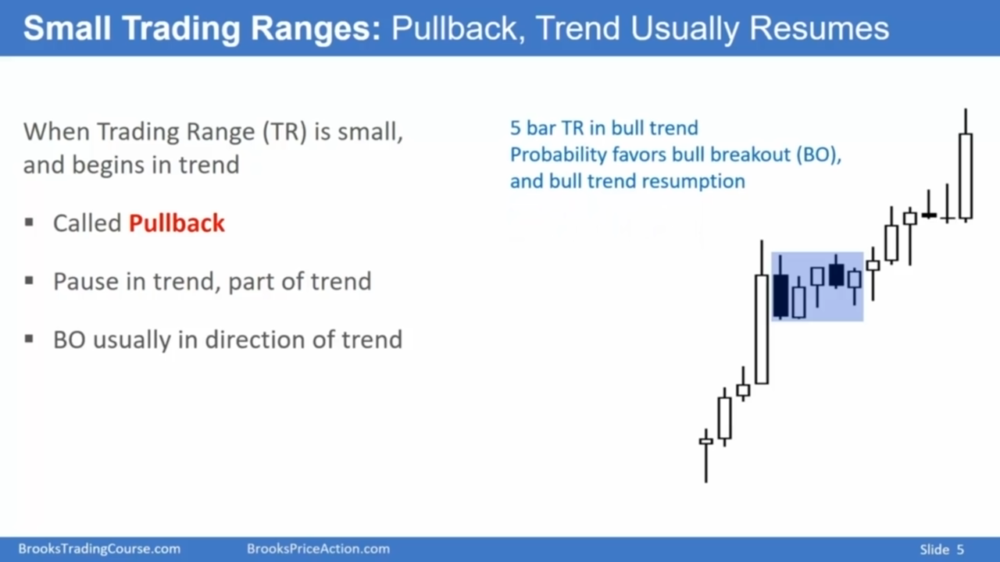 Small Trading Ranges: Pullback, Trend Usually Resumes
When Trading Range (TR) is small,
and begins in trend
▪ Called Pullback
▪ Pause in trend, part of trend
▪ BO usually in direction of trend
5 bar TR in bull trend
Probability favors bull breakout (BO),
and bull trend resumption
BrooksTradingCourse.com
BrooksPriceAction.com
Slide 5